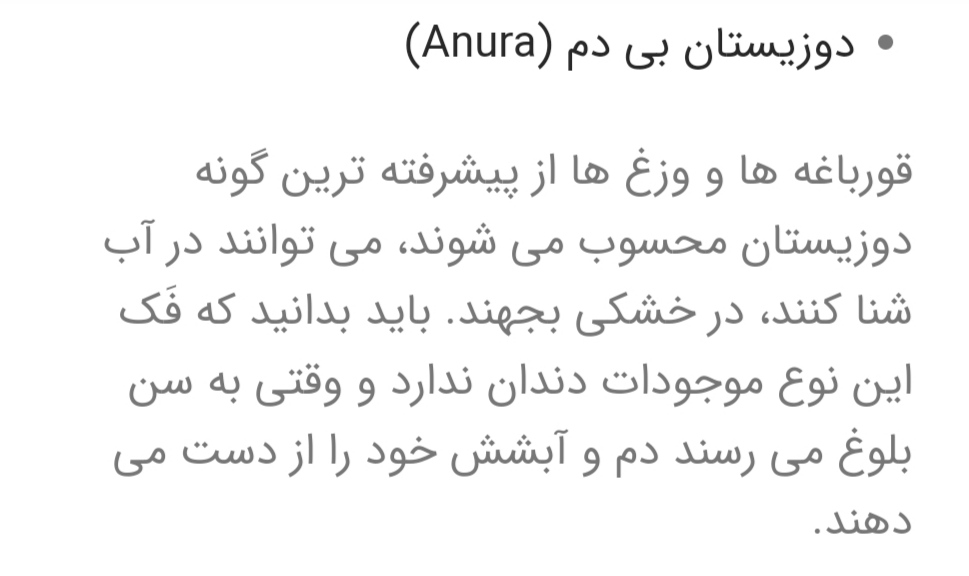 • دوزیستان بی دم (Anura)
قورباغه ها و وزغ ها از پیشرفته ترین گونه
دوزیستان محسوب می شوند، می توانند در آب
شنا کنند، در خشکی بجهند. باید بدانید که فَک
این نوع موجودات دندان ندارد و وقتی به سن
بلوغ می رسند دم و آبشش خود را از دست می
دهند.